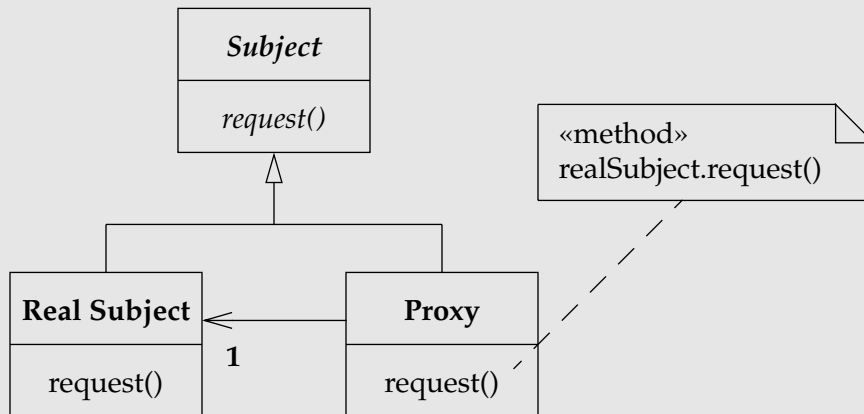 Subject
request()
«method»
realSubject.request()
Real Subject
1
Proxy
request()
request()